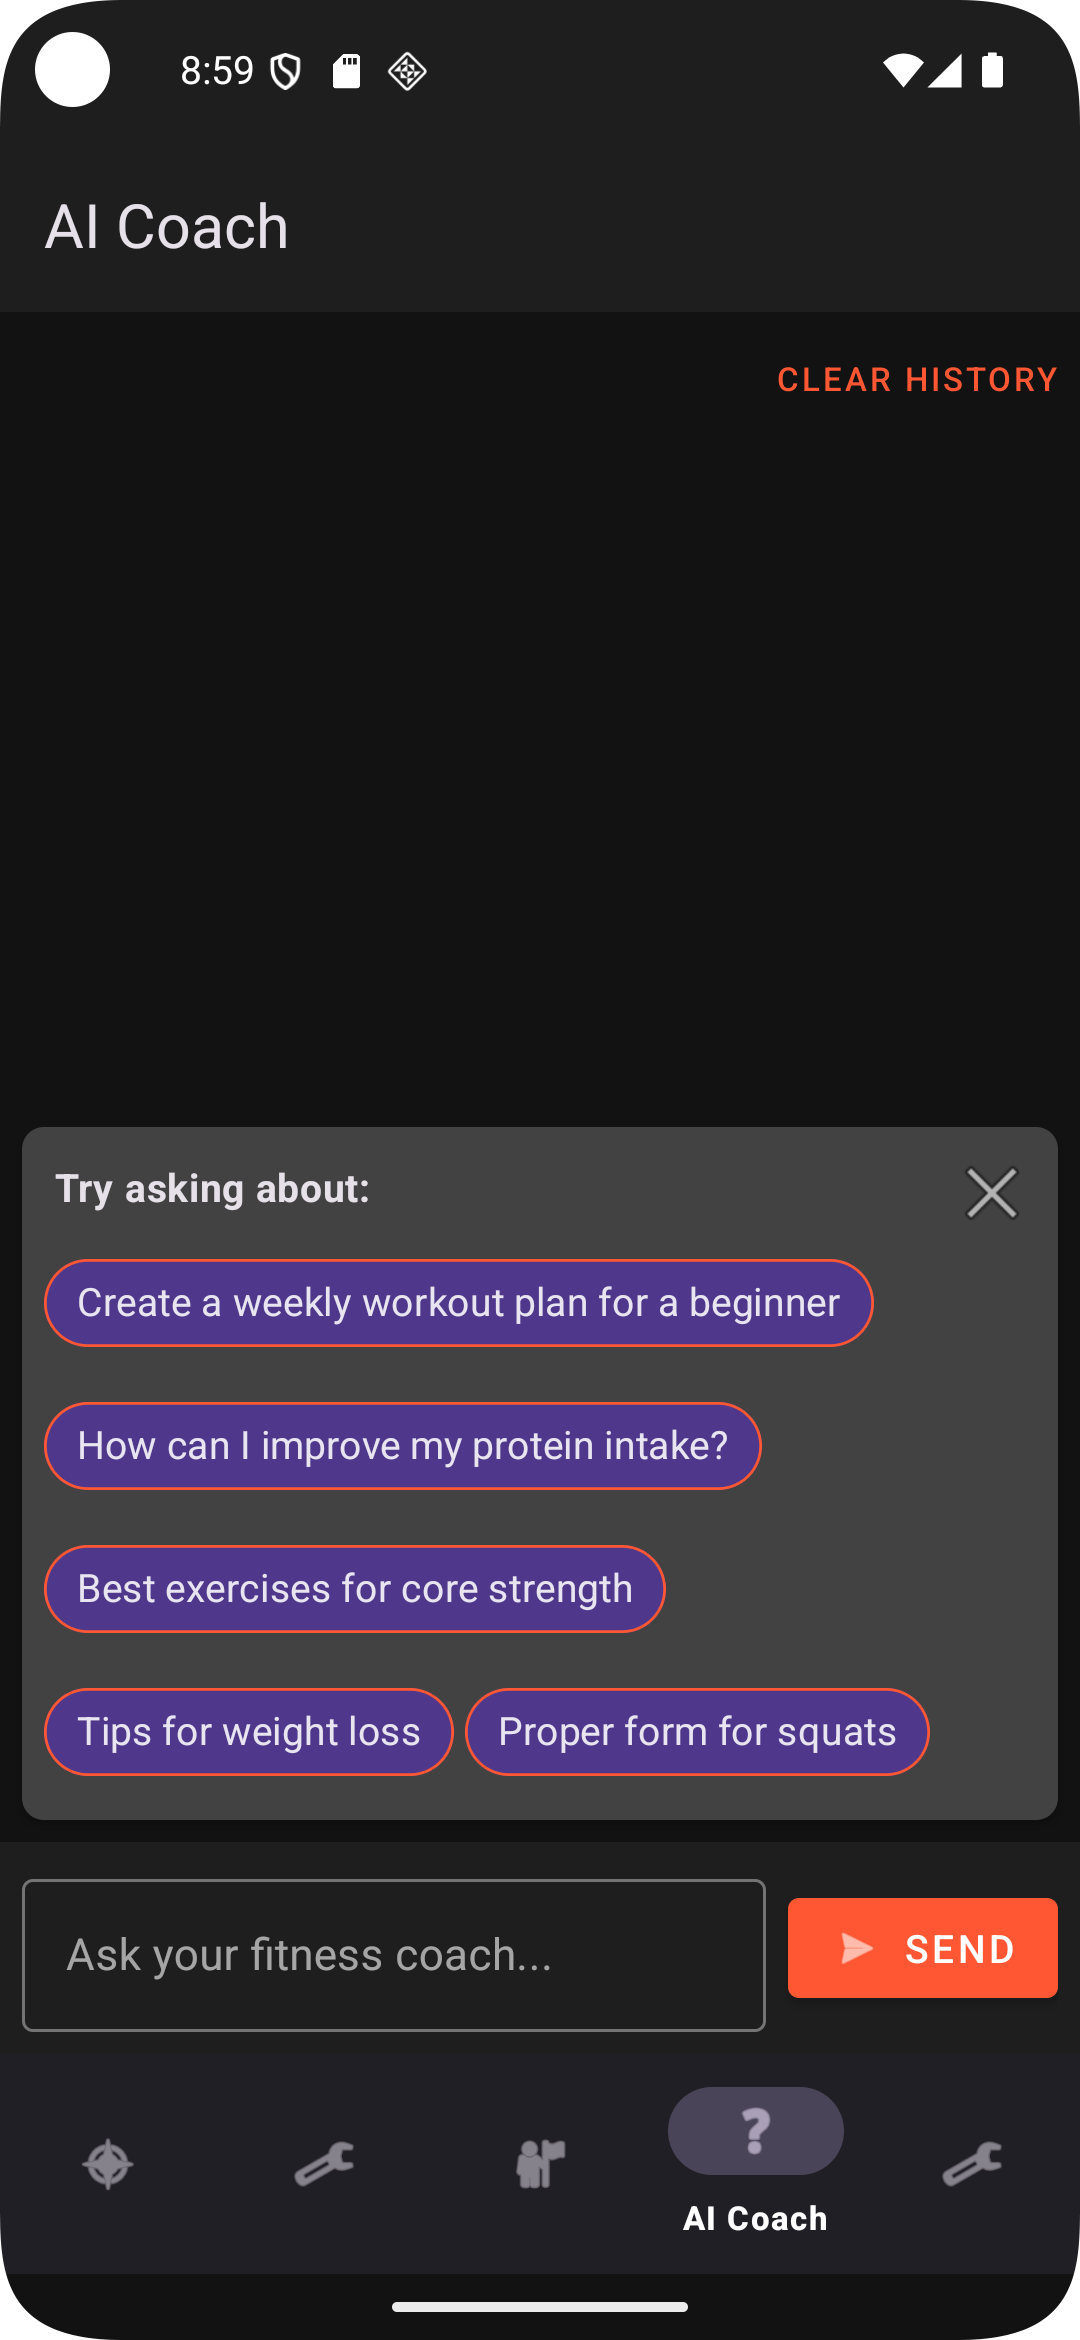 8:59
AI Coach
CLEAR HISTORY
Try asking about:
Create a weekly workout plan for a beginner
How can I improve my protein intake?
Best exercises for core strength
Tips for weight loss
Proper form for squats
Ask your fitness coach...
SEND
AI Coach